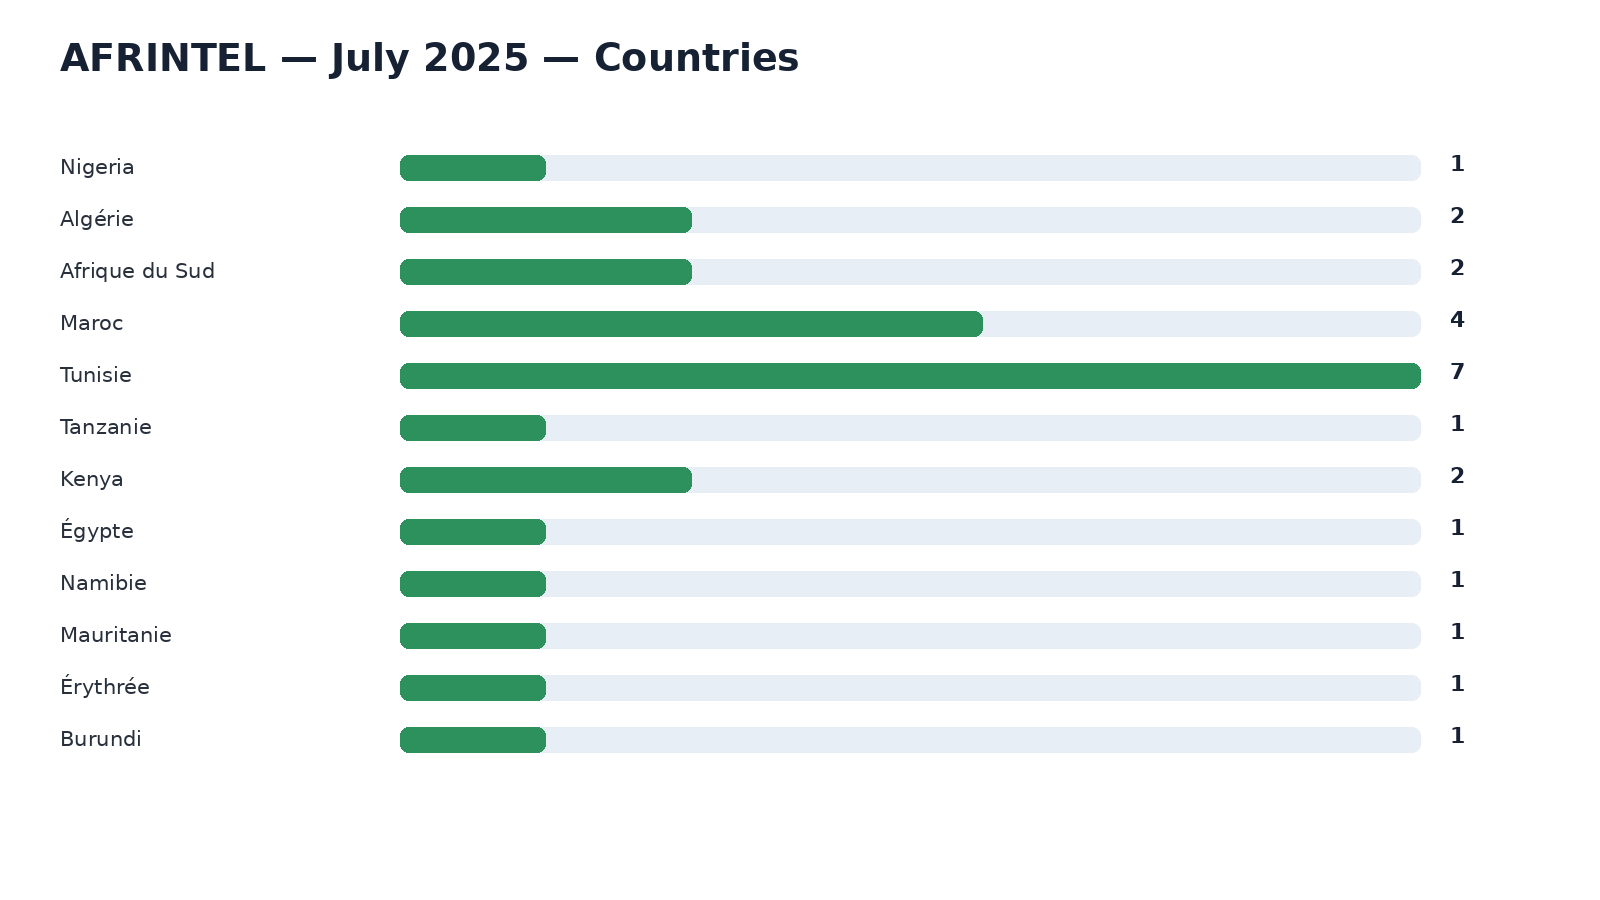 AFRINTEL — July 2025 — Countries
Nigeria 1
Algérie 2
Afrique du Sud 2
Maroc 4
Tunisie 7
Tanzanie 1
Kenya 2
Égypte 1
Namibie 1
Mauritanie 1
Érythrée 1
Burundi 1